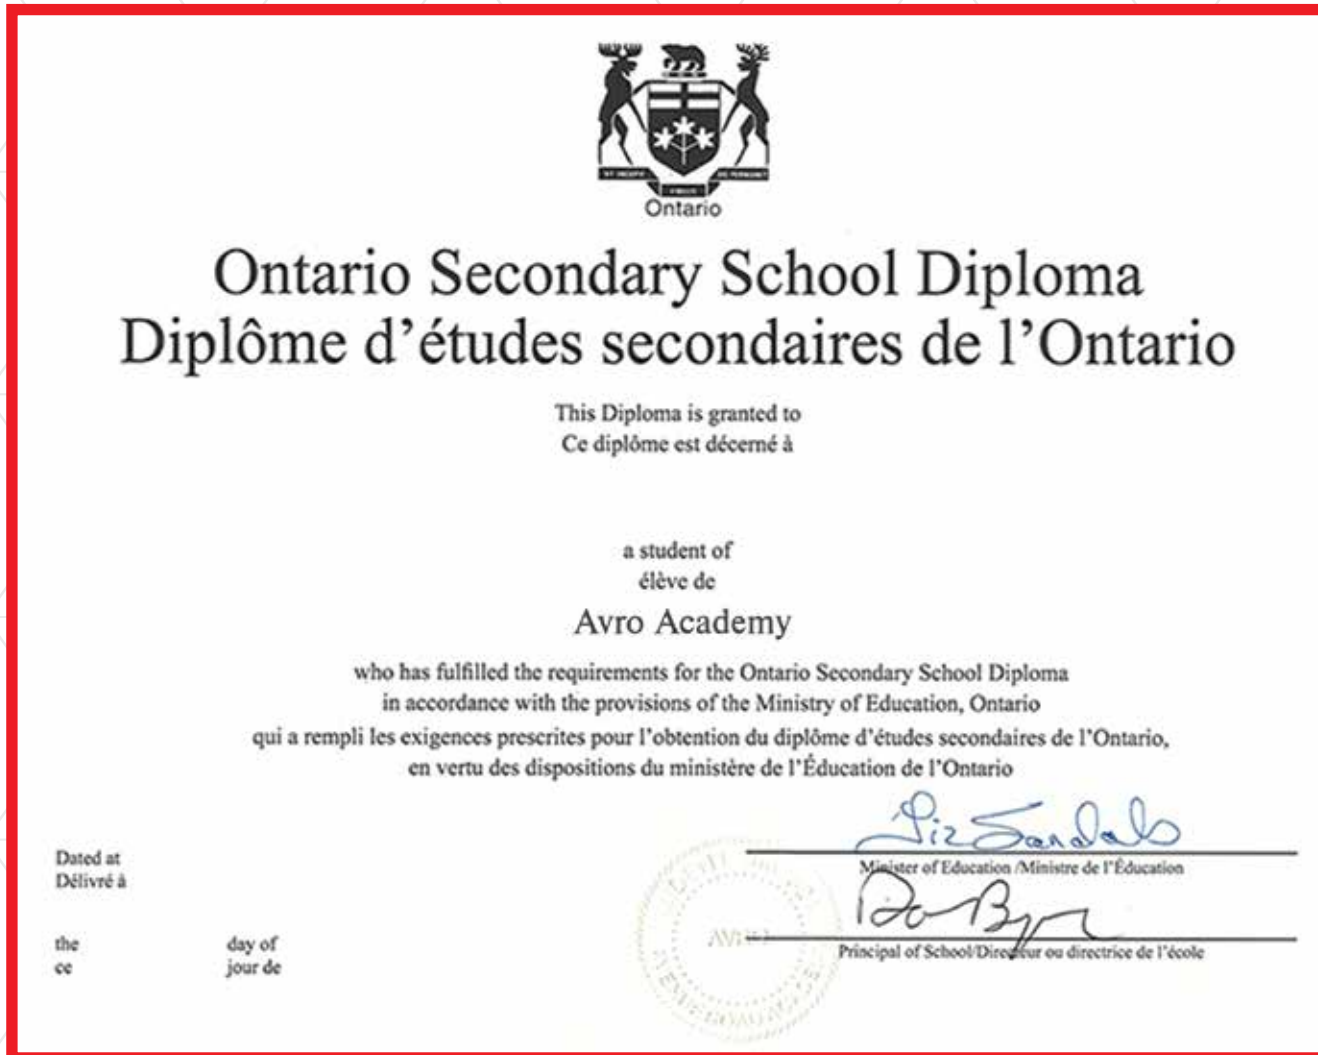 Ontario
Ontario Secondary School Diploma
Diplôme d’études secondaires de l’Ontario
This Diploma is granted to
Ce diplôme est décerné à
a student of
élève de
Avro Academy
who has fulfilled the requirements for the Ontario Secondary School Diploma
in accordance with the provisions of the Ministry of Education, Ontario
qui a rempli les exigences prescrites pour l’obtention du diplôme d’études secondaires de l’Ontario,
en vertu des dispositions du ministère de l’Éducation de l’Ontario
Liz Sandals
Dated at
Délivré à
Minister of Education /Ministre de l’Éducation
the day of
ce jour de
Principal of School/Directeur ou directrice de l’école